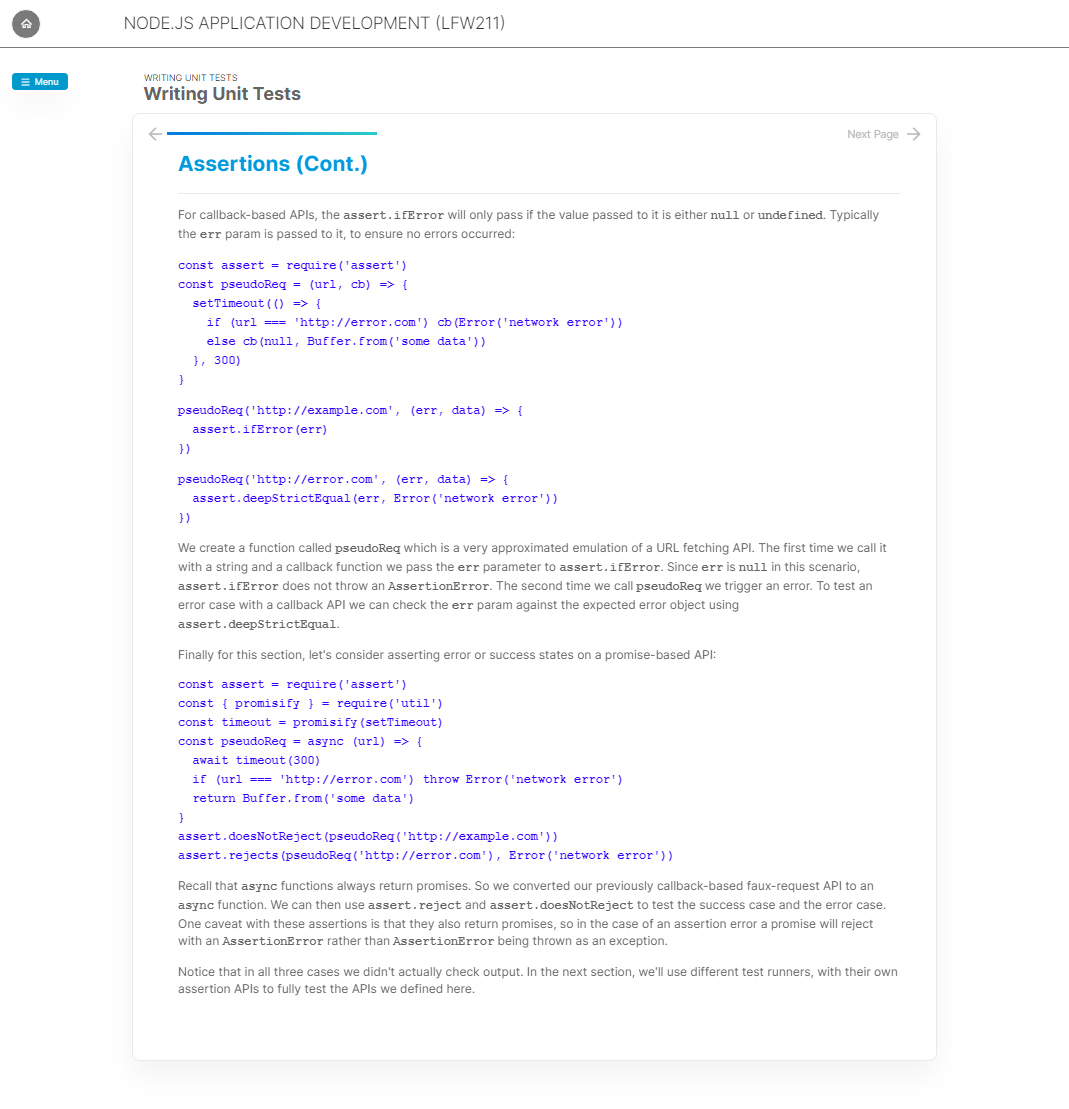 NODE.JS APPLICATION DEVELOPMENT (LFW211)
Menu
WRITING UNIT TESTS
Writing Unit Tests
Next Page
Assertions (Cont.)
For callback-based APIs, the assert.ifError will only pass if the value passed to it is either null or undefined. Typically
the err param is passed to it, to ensure no errors occurred:
const assert = require('assert')
const pseudoReq = (url, cb) => {
  setTimeout(() => {
    if (url === 'http://error.com') cb(Error('network error'))
    else cb(null, Buffer.from('some data'))
  }, 300)
}
pseudoReq('http://example.com', (err, data) => {
  assert.ifError(err)
})
pseudoReq('http://error.com', (err, data) => {
  assert.deepStrictEqual(err, Error('network error'))
})
We create a function called pseudoReq which is a very approximated emulation of a URL fetching API. The first time we call it
with a string and a callback function we pass the err parameter to assert.ifError. Since err is null in this scenario,
assert.ifError does not throw an AssertionError. The second time we call pseudoReq we trigger an error. To test an
error case with a callback API we can check the err param against the expected error object using
assert.deepStrictEqual.
Finally for this section, let's consider asserting error or success states on a promise-based API:
const assert = require('assert')
const { promisify } = require('util')
const timeout = promisify(setTimeout)
const pseudoReq = async (url) => {
  await timeout(300)
  if (url === 'http://error.com') throw Error('network error')
  return Buffer.from('some data')
}
assert.doesNotReject(pseudoReq('http://example.com'))
assert.rejects(pseudoReq('http://error.com'), Error('network error'))
Recall that async functions always return promises. So we converted our previously callback-based faux-request API to an
async function. We can then use assert.reject and assert.doesNotReject to test the success case and the error case.
One caveat with these assertions is that they also return promises, so in the case of an assertion error a promise will reject
with an AssertionError rather than AssertionError being thrown as an exception.
Notice that in all three cases we didn't actually check output. In the next section, we'll use different test runners, with their own
assertion APIs to fully test the APIs we defined here.